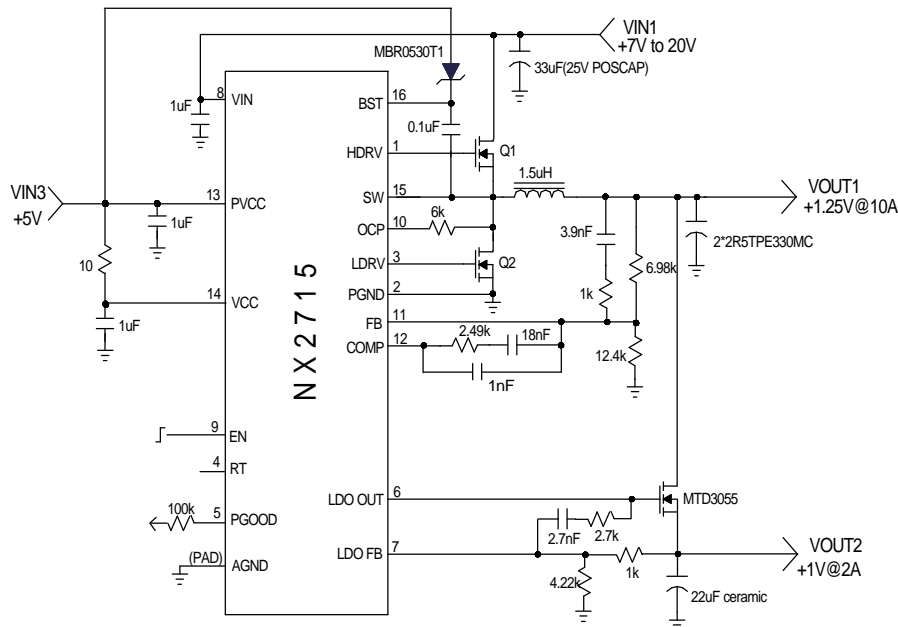 VIN1
+7V to 20V
MBR0530T1
33uF(25V POSCAP)
1uF
8
VIN
16
BST
0.1uF
1
HDRV
Q1
1.5uH
VIN3
+5V
13
PVCC
1uF
15
SW
VOUT1
+1.25V@10A
10
OCP
6k
3.9nF
2*2R5TPE330MC
10
3
LDRV
Q2
6.98k
14
VCC
2
PGND
1k
1uF
NX2715
11
FB
2.49k
18nF
12
COMP
12.4k
1nF
9
EN
4
RT
6
LDO OUT
MTD3055
100k
5
PGOOD
2.7nF
2.7k
7
LDO FB
VOUT2
+1V@2A
(PAD)
AGND
4.22k
1k
22uF ceramic